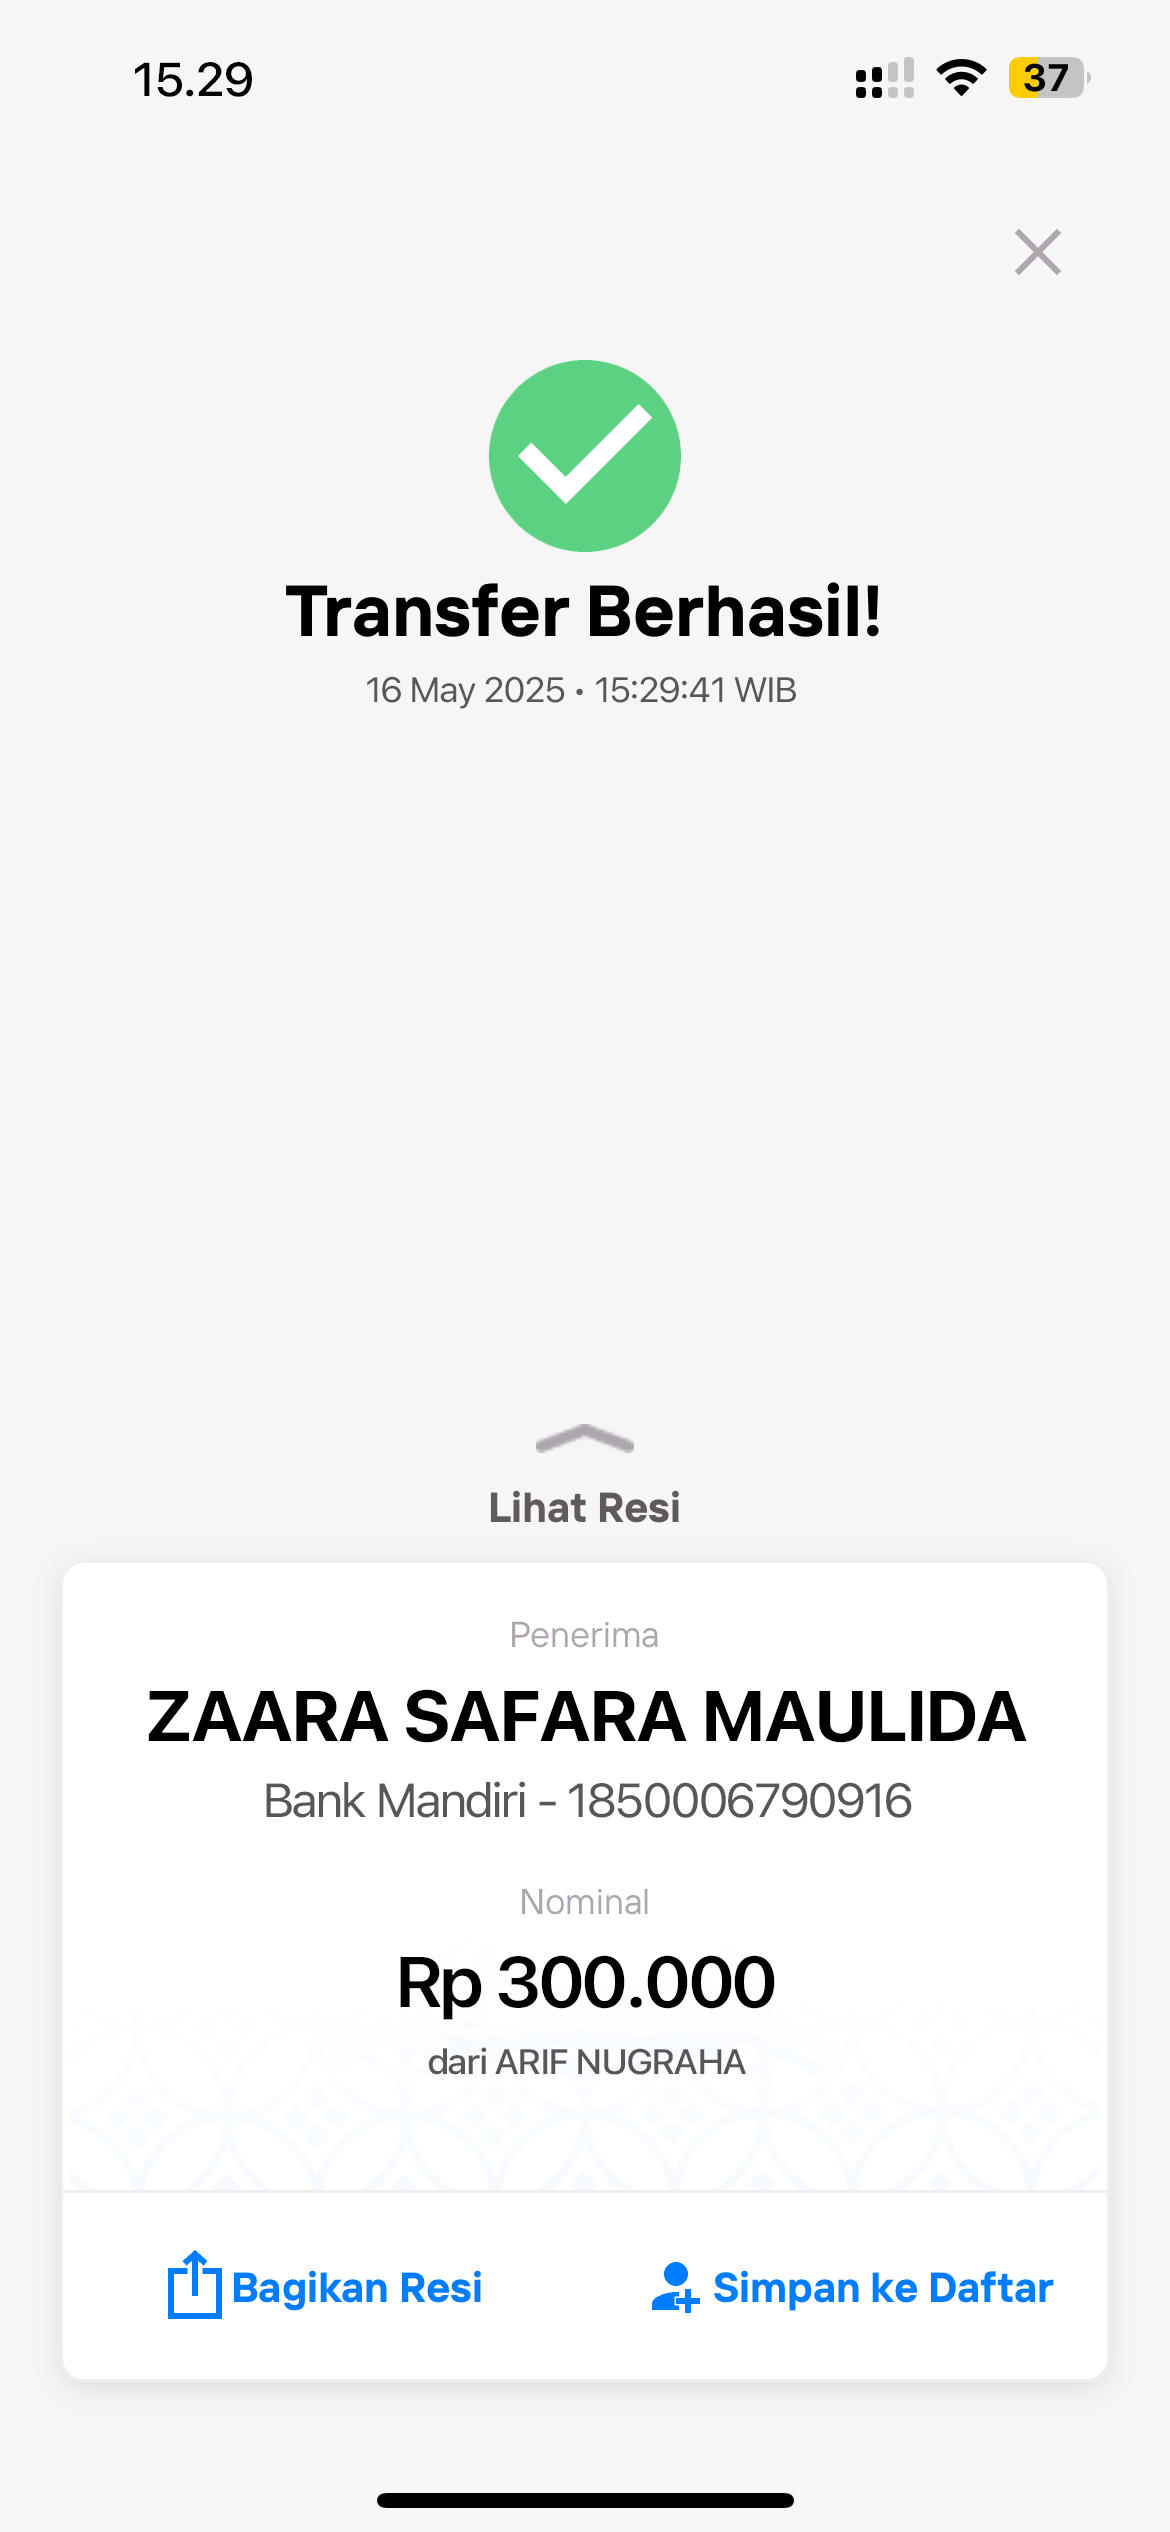 15.29
37
Transfer Berhasil!
16 May 2025 • 15:29:41 WIB
Lihat Resi
Penerima
ZAARA SAFARA MAULIDA
Bank Mandiri - 1850006790916
Nominal
Rp 300.000
dari ARIF NUGRAHA
Bagikan Resi
Simpan ke Daftar